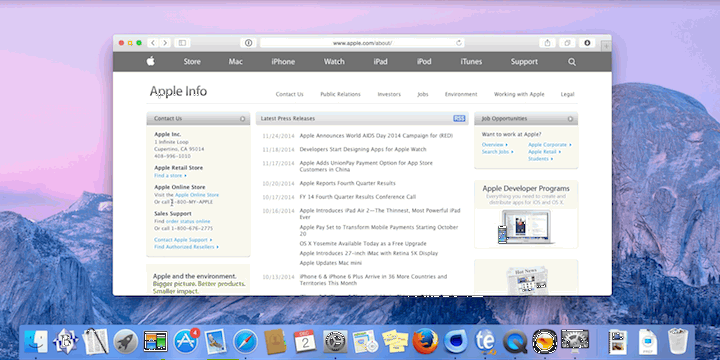 www.apple.com/about/
Store Mac iPhone Watch iPad iPod iTunes Support
Apple Info
Contact Us Public Relations Investors Jobs Environment Working with Apple Legal
Contact Us
Apple Inc.
1 Infinite Loop
Cupertino, CA 95014
408-996-1010
Apple Retail Store
Find a store
Apple Online Store
Visit the Apple Online Store
Or call 1-800-MY-APPLE
Sales Support
Find order status online
Or call 1-800-676-2775
Contact Apple Support
Find Authorized Resellers
Apple and the environment.
Bigger picture. Better products.
Smaller impact.
Latest Press Releases RSS
11/24/2014 Apple Announces World AIDS Day 2014 Campaign for (RED)
11/18/2014 Developers Start Designing Apps for Apple Watch
11/17/2014 Apple Adds UnionPay Payment Option for App Store
Customers in China
10/20/2014 Apple Reports Fourth Quarter Results
10/17/2014 FY 14 Fourth Quarter Results Conference Call
10/16/2014 Apple Introduces iPad Air 2—The Thinnest, Most Powerful iPad
Ever
Apple Pay Set to Transform Mobile Payments Starting October
20
OS X Yosemite Available Today as a Free Upgrade
Apple Introduces 27-inch iMac with Retina 5K Display
Apple Updates Mac mini
10/13/2014 iPhone 6 & iPhone 6 Plus Arrive in 36 More Countries and
Territories This Month
Job Opportunities
Want to work at Apple?
Overview Apple Corporate
Search Jobs Apple Retail
Students
Apple Developer Programs
Everything you need to create and
distribute apps for iOS and OS X.
Hot News
4
DEC
2
te